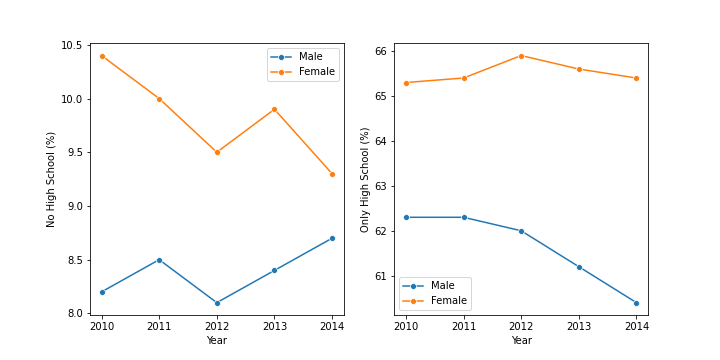 No High School (%)
10.5
10.0
9.5
9.0
8.5
8.0
Male
Female
2010 2011 2012 2013 2014
Year
Only High School (%)
66
65
64
63
62
61
Male
Female
2010 2011 2012 2013 2014
Year